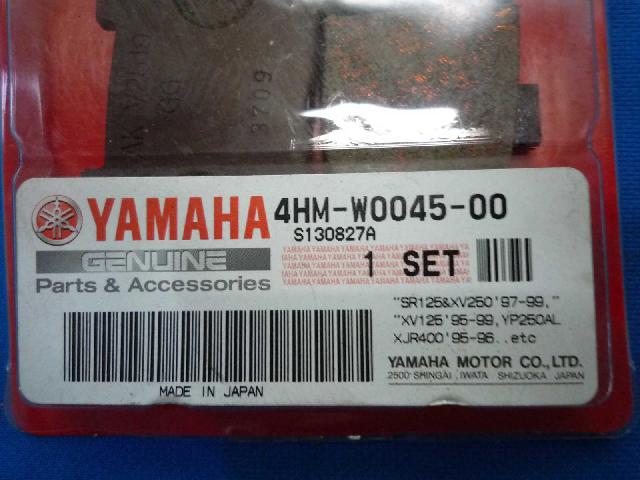 3709
YAMAHA 4HM-W0045-00
S130827A
GENUINE
1 SET
Parts & Accessories
"SR125&XV250'97-99,"
"XV125'95-99, YP250AL
XJR400'95-96..etc
YAMAHA MOTOR CO., LTD.
2500 SHINGAI, IWATA SHIZUOKA, JAPAN
MADE IN JAPAN